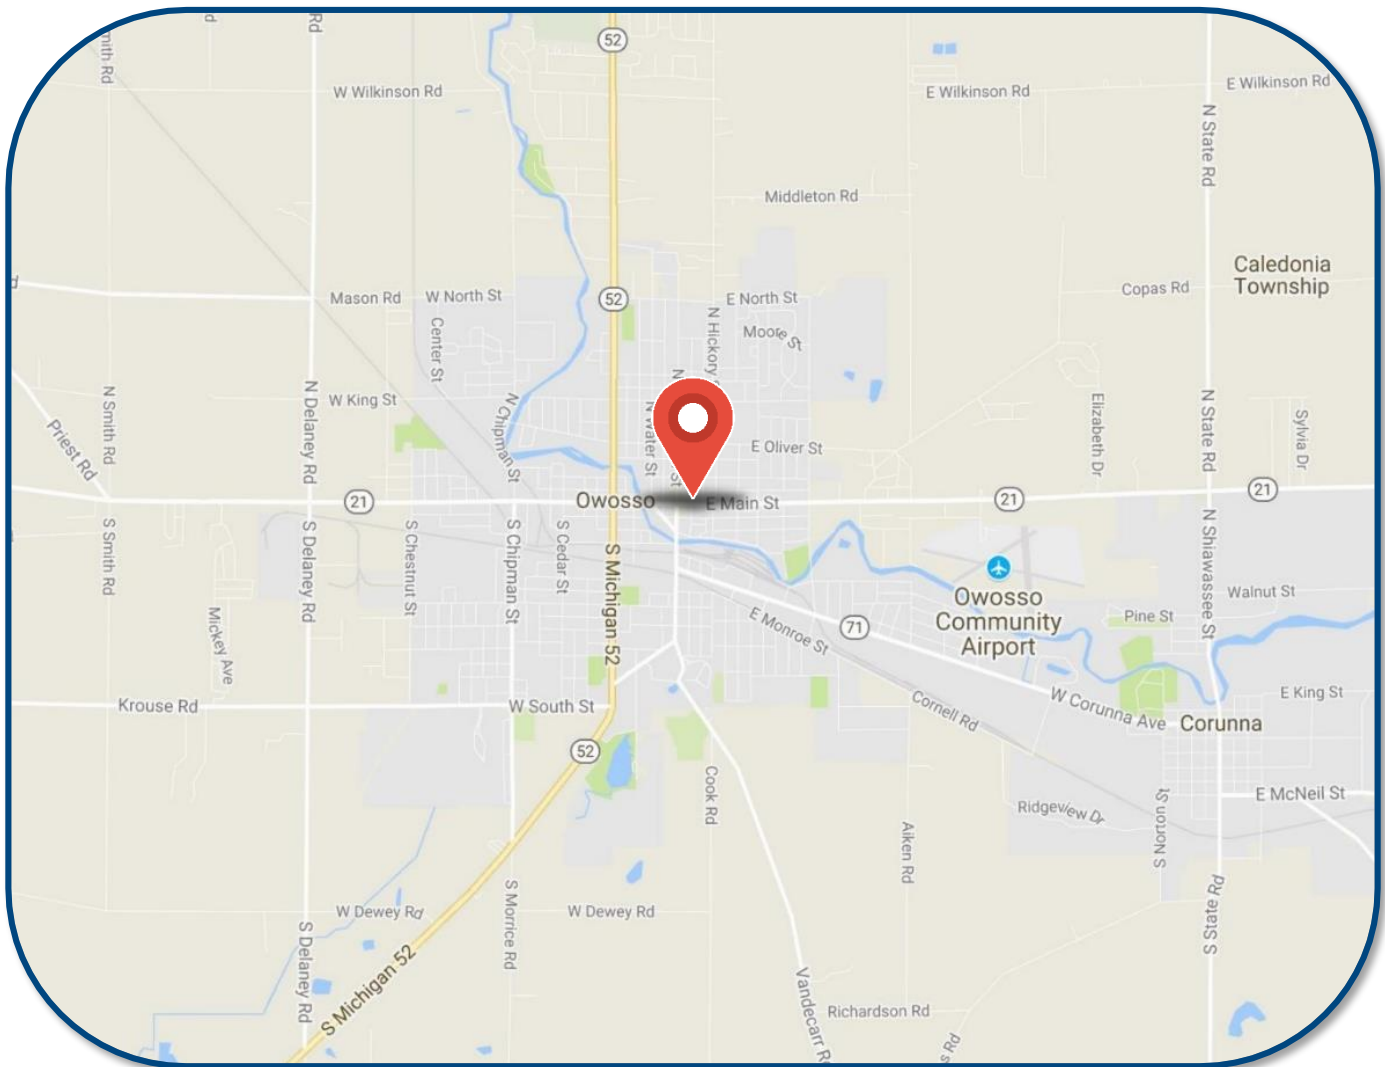 52
W Wilkinson Rd
E Wilkinson Rd
E Wilkinson Rd
N State Rd
Middleton Rd
Caledonia
Township
Copas Rd
Mason Rd
W North St
52
E North St
Center St
N Hickory
Moore St
N Smith Rd
N Delaney Rd
W King St
N Chipman St
N Water St
E Oliver St
Elizabeth Dr
N State Rd
Sylvia Dr
Priest Rd
21
Owosso
E Main St
21
21
S Smith Rd
S Delaney Rd
S Chestnut St
S Chipman St
S Cedar St
S Michigan 52
N Shiawassee St
Owosso
Community
Airport
Walnut St
Pine St
Mickey Ave
E Monroe St
71
Krouse Rd
W South St
Cornell Rd
W Corunna Ave
Corunna
E King St
52
Cook Rd
Ridgeview Dr
S Norton St
E McNeil St
Aiken Rd
W Dewey Rd
S Morrice Rd
W Dewey Rd
S State Rd
S Delaney Rd
S Michigan 52
Vandecarr R
Richardson Rd
s Rd